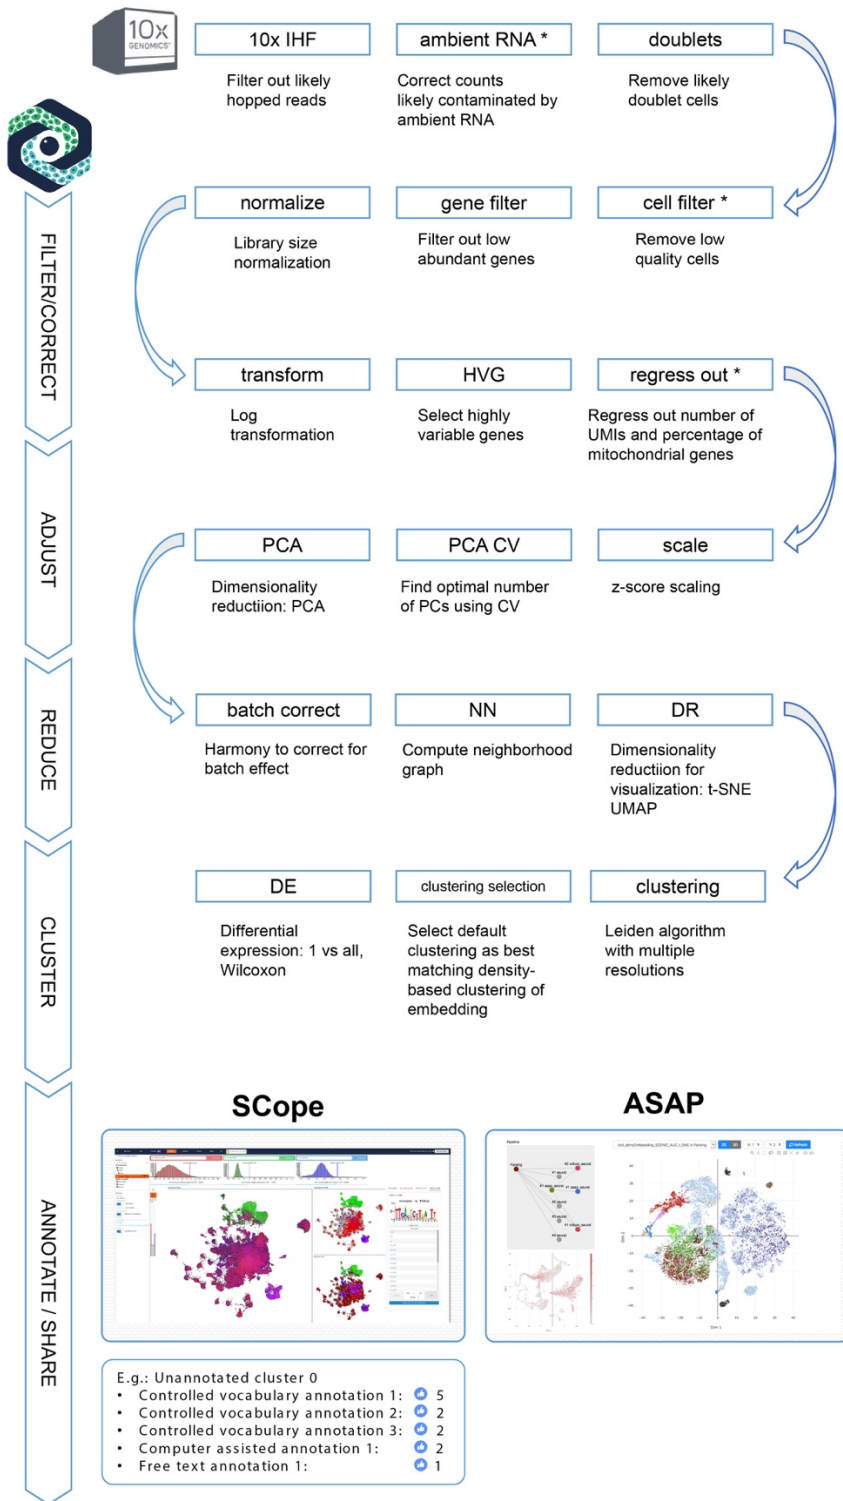 10x
GENOMICS
10x IHF
ambient RNA *
doublets
Filter out likely
hopped reads
Correct counts
likely contaminated by
ambient RNA
Remove likely
doublet cells
FILTER/CORRECT
normalize
gene filter
cell filter *
Library size
normalization
Filter out low
abundant genes
Remove low
quality cells
transform
HVG
regress out *
Log
transformation
Select highly
variable genes
Regress out number of
UMIs and percentage of
mitochondrial genes
ADJUST
PCA
PCA CV
scale
Dimensionality
reductiion: PCA
Find optimal number
of PCs using CV
z-score scaling
REDUCE
batch correct
NN
DR
Harmony to correct for
batch effect
Compute neighborhood
graph
Dimensionality
reductiion for
visualization: t-SNE
UMAP
CLUSTER
DE
clustering selection
clustering
Differential
expression: 1 vs all,
Wilcoxon
Select default
clustering as best
matching density-
based clustering of
embedding
Leiden algorithm
with multiple
resolutions
ANNOTATE / SHARE
SCope
ASAP
Pipeline
Parsing
Refresh
Dim 1
E.g.: Unannotated cluster 0
• Controlled vocabulary annotation 1: 5
• Controlled vocabulary annotation 2: 2
• Controlled vocabulary annotation 3: 2
• Computer assisted annotation 1: 2
• Free text annotation 1: 1